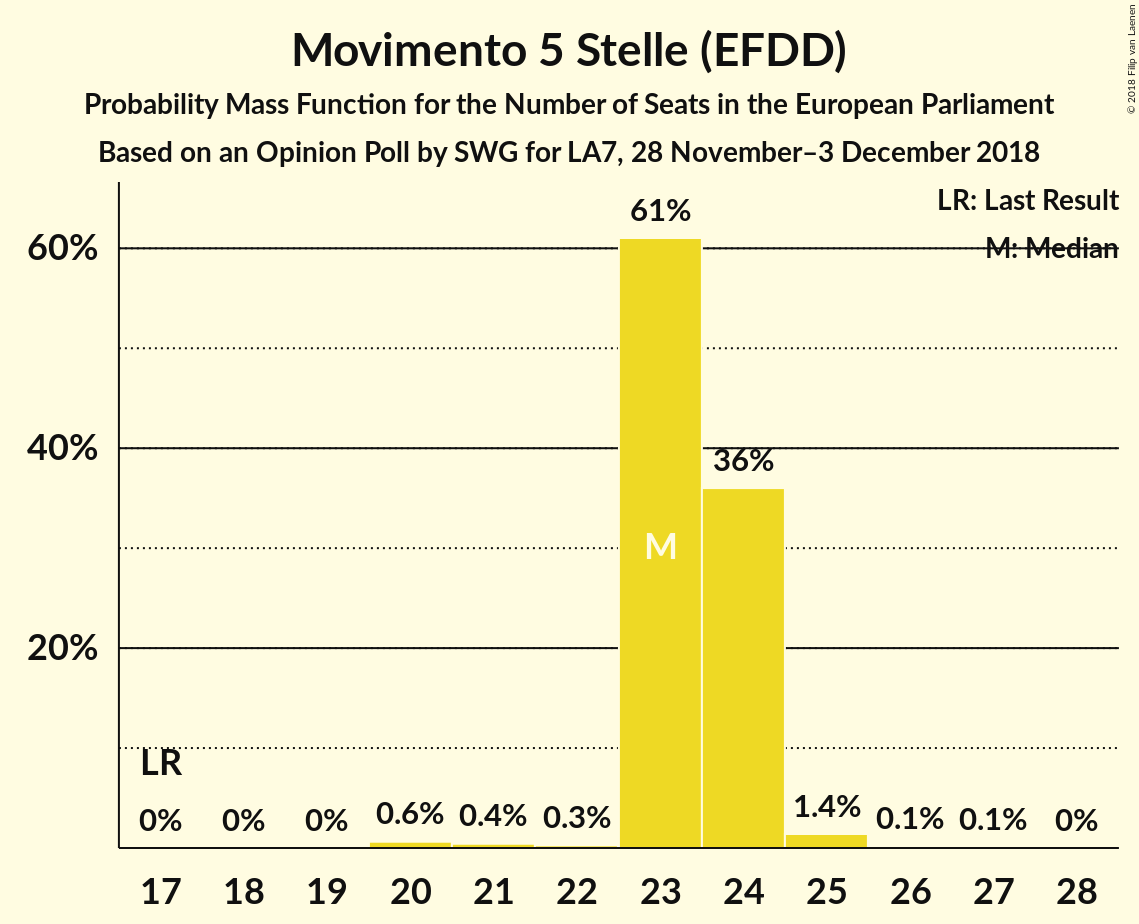 Movimento 5 Stelle (EFDD)
Probability Mass Function for the Number of Seats in the European Parliament
Based on an Opinion Poll by SWG for LA7, 28 November–3 December 2018
© 2018 Filip van Laenen
LR: Last Result
M: Median
60%
40%
20%
61%
36%
M
LR
0%
0%
0%
0.6%
0.4%
0.3%
1.4%
0.1%
0.1%
0%
17 18 19 20 21 22 23 24 25 26 27 28